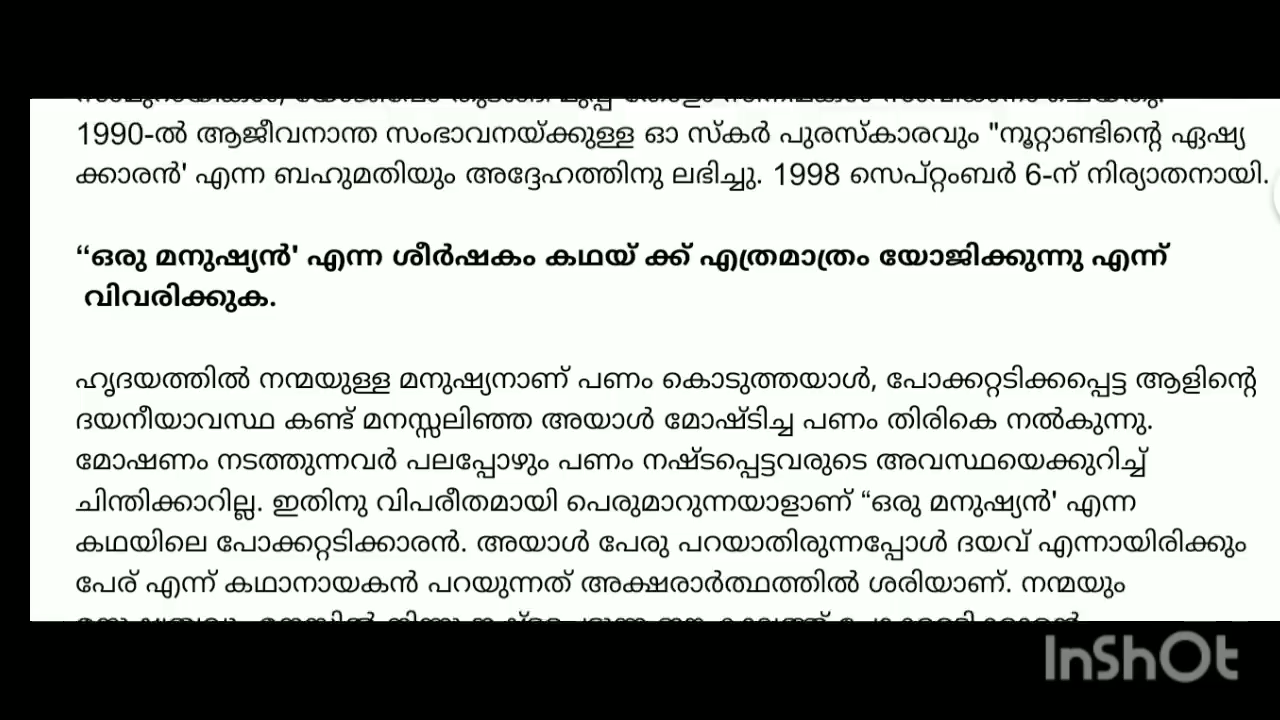 1990-ൽ ആജീവനാന്ത സംഭാവനയ്ക്കുള്ള ഓ സ്കർ പുരസ്കാരവും "നൂറ്റാണ്ടിന്റെ ഏഷ്യ
ക്കാരൻ' എന്ന ബഹുമതിയും അദ്ദേഹത്തിനു ലഭിച്ചു. 1998 സെപ്റ്റംബർ 6-ന് നിര്യാതനായി.
“ഒരു മനുഷ്യൻ' എന്ന ശീർഷകം കഥയ് ക്ക് എത്രമാത്രം യോജിക്കുന്നു എന്ന്
വിവരിക്കുക.
ഹൃദയത്തിൽ നന്മയുള്ള മനുഷ്യനാണ് പണം കൊടുത്തയാൾ, പോക്കറ്റടിക്കപ്പെട്ട ആളിന്റെ
ദയനീയാവസ്ഥ കണ്ട് മനസ്സലിഞ്ഞ അയാൾ മോഷ്ടിച്ച പണം തിരികെ നൽകുന്നു.
മോഷണം നടത്തുന്നവർ പലപ്പോഴും പണം നഷ്ടപ്പെട്ടവരുടെ അവസ്ഥയെക്കുറിച്ച്
ചിന്തിക്കാറില്ല. ഇതിനു വിപരീതമായി പെരുമാറുന്നയാളാണ് “ഒരു മനുഷ്യൻ' എന്ന
കഥയിലെ പോക്കറ്റടിക്കാരൻ. അയാൾ പേരു പറയാതിരുന്നപ്പോൾ ദയവ് എന്നായിരിക്കും
പേര് എന്ന് കഥാനായകൻ പറയുന്നത് അക്ഷരാർത്ഥത്തിൽ ശരിയാണ്. നന്മയും
InShOt